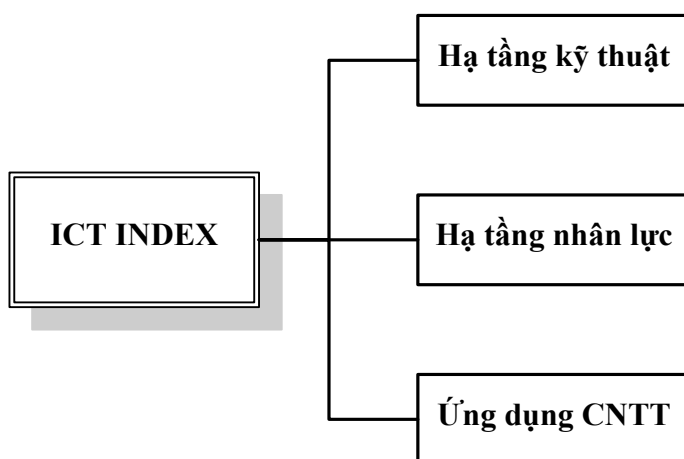 Hạ tầng kỹ thuật
ICT INDEX
Hạ tầng nhân lực
Ứng dụng CNTT